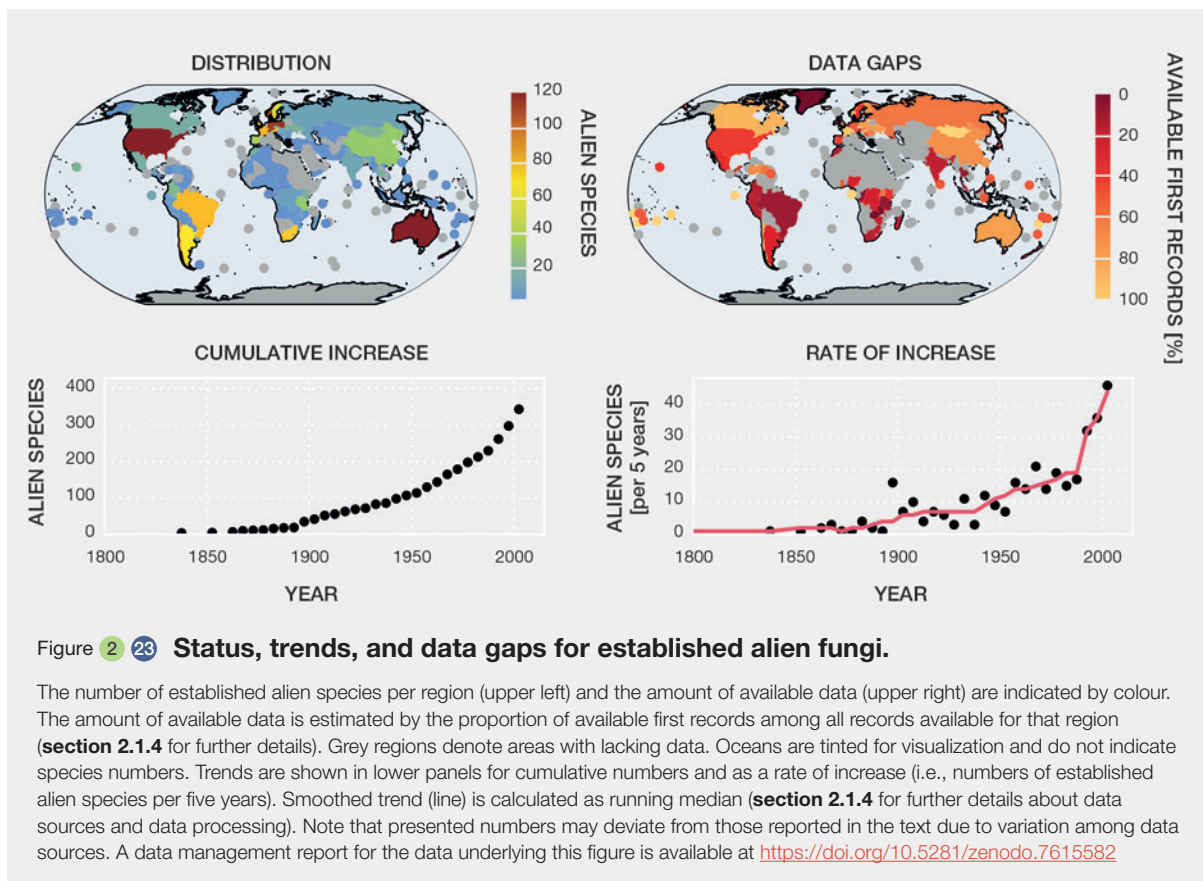 DISTRIBUTION
120
100
80
60
40
20
ALIEN SPECIES
DATA GAPS
0
20
40
60
80
100
AVAILABLE FIRST RECORDS [%]
CUMULATIVE INCREASE
ALIEN SPECIES
400
300
200
100
0
1800 1850 1900 1950 2000
YEAR
RATE OF INCREASE
ALIEN SPECIES
[per 5 years]
40
30
20
10
0
1800 1850 1900 1950 2000
YEAR
Figure 2 23 Status, trends, and data gaps for established alien fungi.
The number of established alien species per region (upper left) and the amount of available data (upper right) are indicated by colour.
The amount of available data is estimated by the proportion of available first records among all records available for that region
(section 2.1.4 for further details). Grey regions denote areas with lacking data. Oceans are tinted for visualization and do not indicate
species numbers. Trends are shown in lower panels for cumulative numbers and as a rate of increase (i.e., numbers of established
alien species per five years). Smoothed trend (line) is calculated as running median (section 2.1.4 for further details about data
sources and data processing). Note that presented numbers may deviate from those reported in the text due to variation among data
sources. A data management report for the data underlying this figure is available at https://doi.org/10.5281/zenodo.7615582